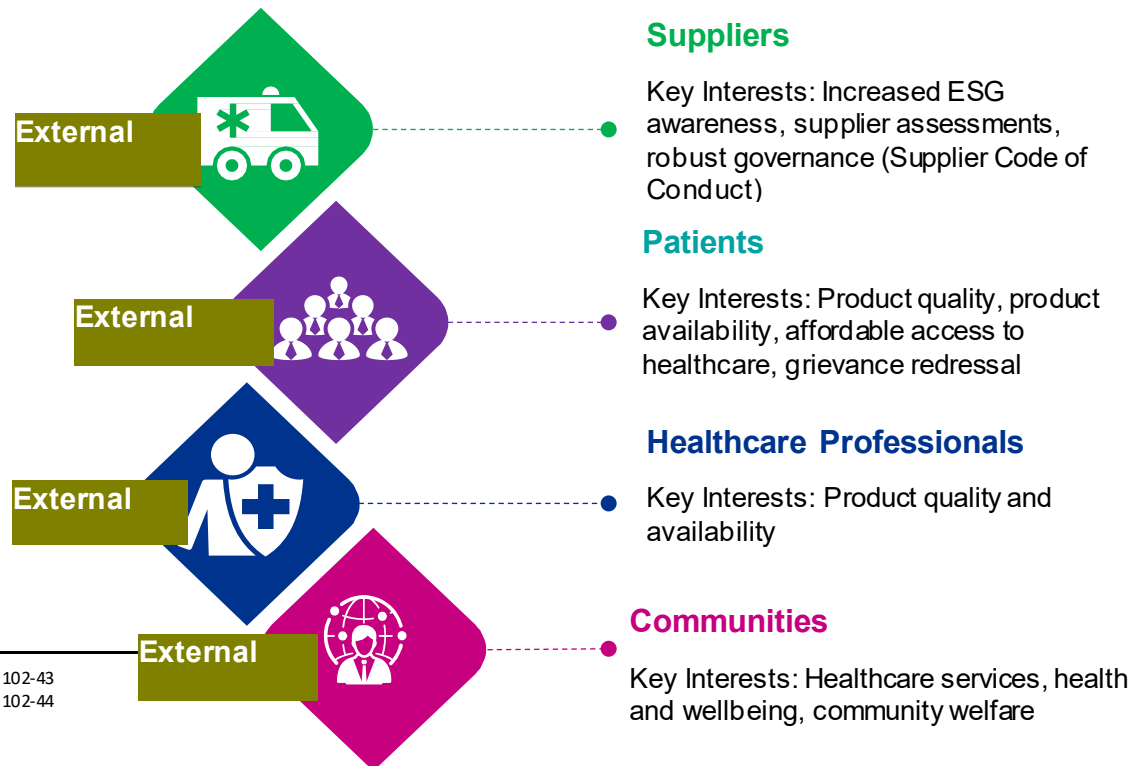 Suppliers
Key Interests: Increased ESG
awareness, supplier assessments,
robust governance (Supplier Code of
Conduct)
External
Patients
Key Interests: Product quality, product
availability, affordable access to
healthcare, grievance redressal
External
Healthcare Professionals
Key Interests: Product quality and
availability
External
Communities
Key Interests: Healthcare services, health
and wellbeing, community welfare
External
102-43
102-44